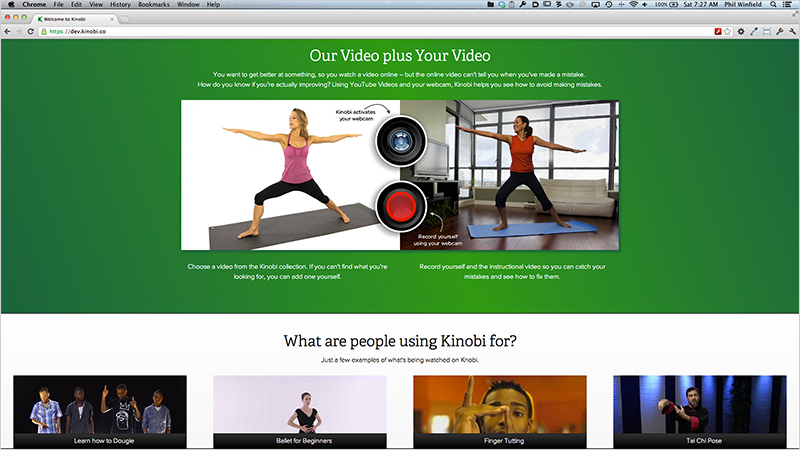 Chrome File Edit View History Bookmarks Window Help
100% Sat 7:27 AM Phil Winfield
Welcome to Kinobi
https://dev.kinobi.co
Our Video plus Your Video
You want to get better at something, so you watch a video online – but the online video can't tell you when you've made a mistake.
How do you know if you're actually improving? Using YouTube Videos and your webcam, Kinobi helps you see how to avoid making mistakes.
Kinobi activates
your webcam
Record yourself
using your webcam
Choose a video from the Kinobi collection. If you can't find what you're
looking for, you can add one yourself.
Record yourself and the instructional video so you can catch your
mistakes and see how to fix them.
What are people using Kinobi for?
Just a few examples of what's being watched on Knobi.
Learn how to Dougie
Ballet for Beginners
Finger Tutting
Tai Chi Pose